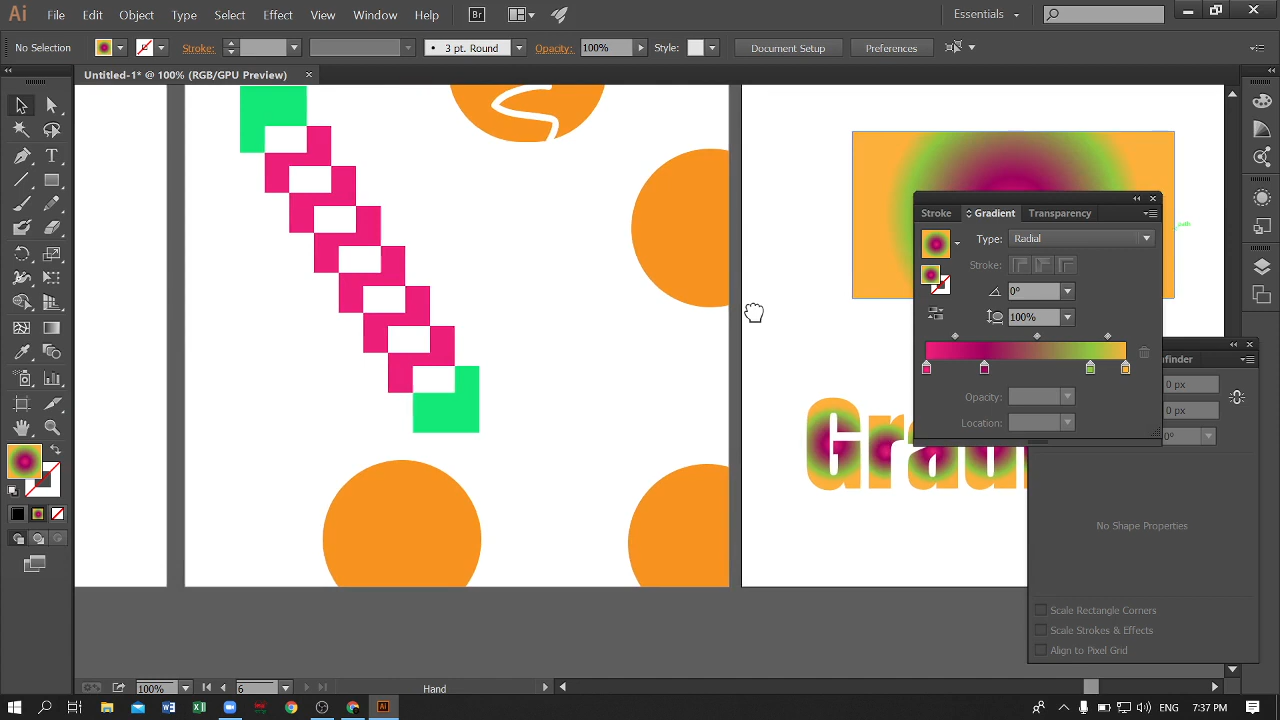 Ai File Edit Object Type Select Effect View Window Help Br Essentials
No Selection Stroke: 3 pt. Round Opacity: 100% Style: Document Setup Preferences
Untitled-1* @ 100% (RGB/GPU Preview)
path
Stroke Gradient Transparency
Type: Radial
Stroke:
0°
100%
finder
0 px
Opacity:
0 px
Location:
0°
No Shape Properties
Scale Rectangle Corners
Scale Strokes & Effects
Align to Pixel Grid
100% 6 Hand
ENG 7:37 PM